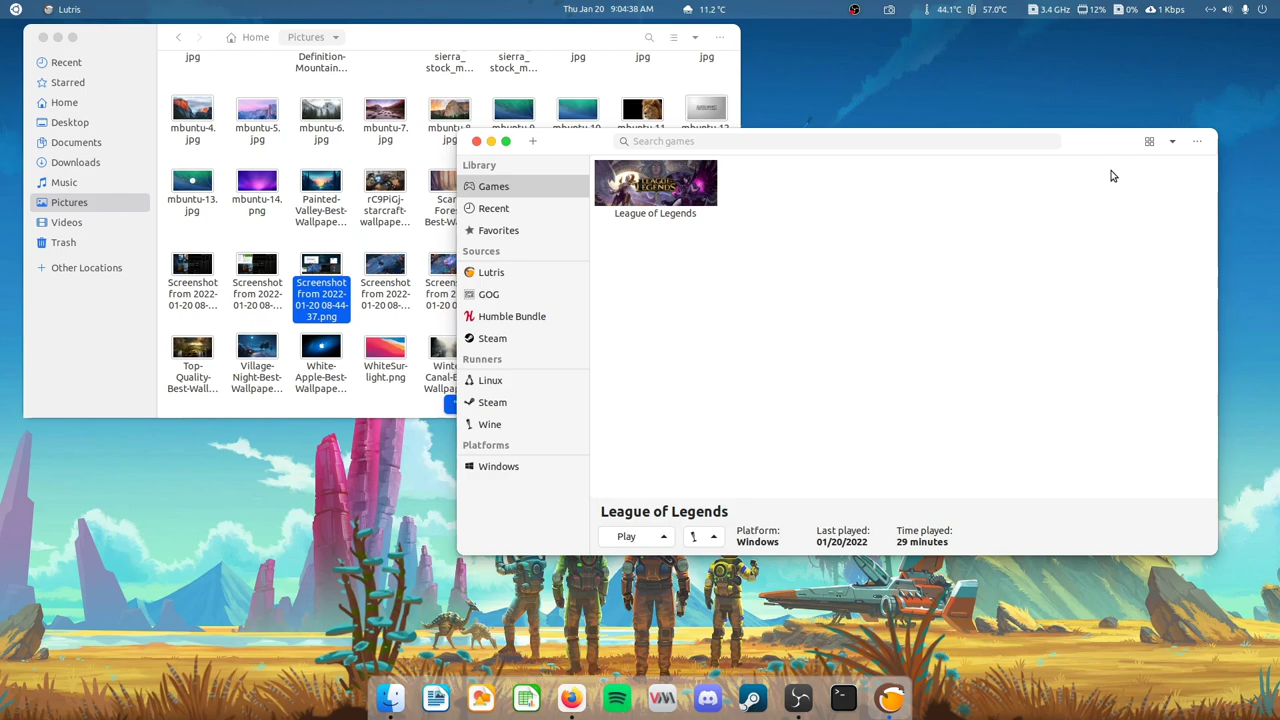 Lutris
Thu Jan 20 9:04:38 AM
11.2 °C
44.1°C
57.0°C
3.4 GHz
12%
0%
1 Kbps
Home
Pictures
Recent
Starred
Home
Desktop
Documents
Downloads
Music
Pictures
Videos
Trash
Other Locations
jpg
Definition-
Mountain...
sierra_
stock_m...
sierra_
stock_m...
jpg
jpg
jpg
mbuntu-4.
jpg
mbuntu-5.
jpg
mbuntu-6.
jpg
mbuntu-7.
jpg
mbuntu-13.
jpg
mbuntu-14.
png
Painted-
Valley-Best-
Wallpape...
rC9PiGj-
starcraft-
wallpape...
Screenshot
from 2022-
01-20 08-...
Screenshot
from 2022-
01-20 08-...
Screenshot
from 2022-
01-20 08-44-
37.png
Screenshot
from 2022-
01-20 08-...
Top-
Quality-
Best-Wall...
Village-
Night-Best-
Wallpape...
White-
Apple-Best-
Wallpape...
WhiteSur-
light.png
Search games
Library
Games
Recent
Favorites
Sources
Lutris
GOG
Humble Bundle
Steam
Runners
Linux
Steam
Wine
Platforms
Windows
LEAGUE OF
LEGENDS
League of Legends
League of Legends
Play
Platform:
Windows
Last played:
01/20/2022
Time played:
29 minutes